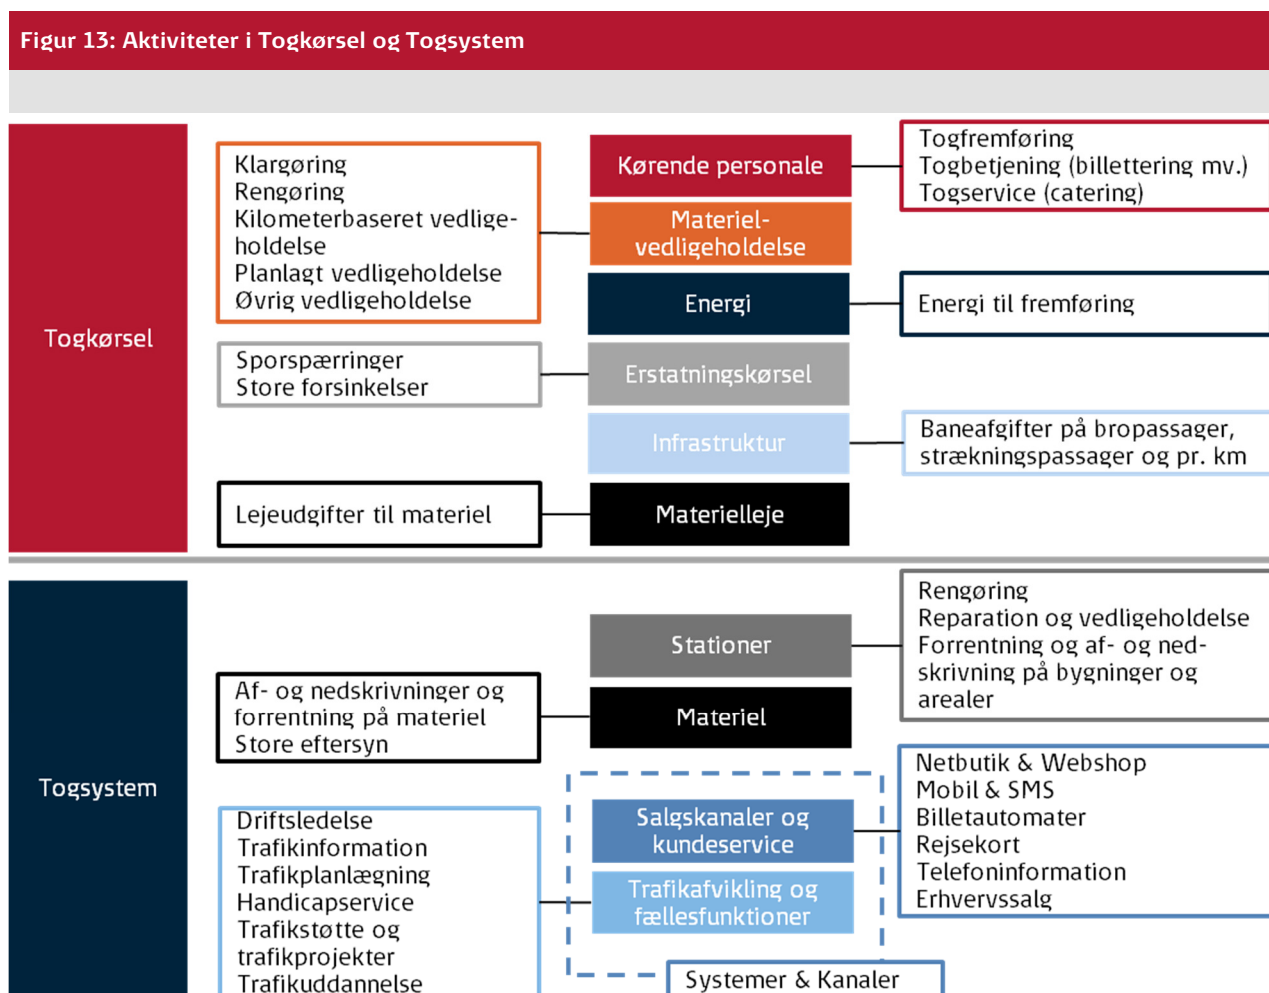 Figur 13: Aktiviteter i Togkørsel og Togsystem
Togkørsel
Klargøring
Rengøring
Kilometerbaseret vedlige-
holdelse
Planlagt vedligeholdelse
Øvrig vedligeholdelse
Sporspærringer
Store forsinkelser
Lejeudgifter til materiel
Kørende personale
Materiel-
vedligeholdelse
Energi
Erstatningskørsel
Infrastruktur
Materielleje
Togfremføring
Togbetjening (billettering mv.)
Togservice (catering)
Energi til fremføring
Baneafgifter på bropassager,
strækningspassager og pr. km
Togsystem
Af- og nedskrivninger og
forrentning på materiel
Store eftersyn
Driftsledelse
Trafikinformation
Trafikplanlægning
Handicapservice
Trafikstøtte og
trafikprojekter
Trafikuddannelse
Stationer
Materiel
Salgskanaler og
kundeservice
Trafikafvikling og
fællesfunktioner
Systemer & Kanaler
Rengøring
Reparation og vedligeholdelse
Forrentning og af- og ned-
skrivning på bygninger og
arealer
Netbutik & Webshop
Mobil & SMS
Billetautomater
Rejsekort
Telefoninformation
Erhvervssalg